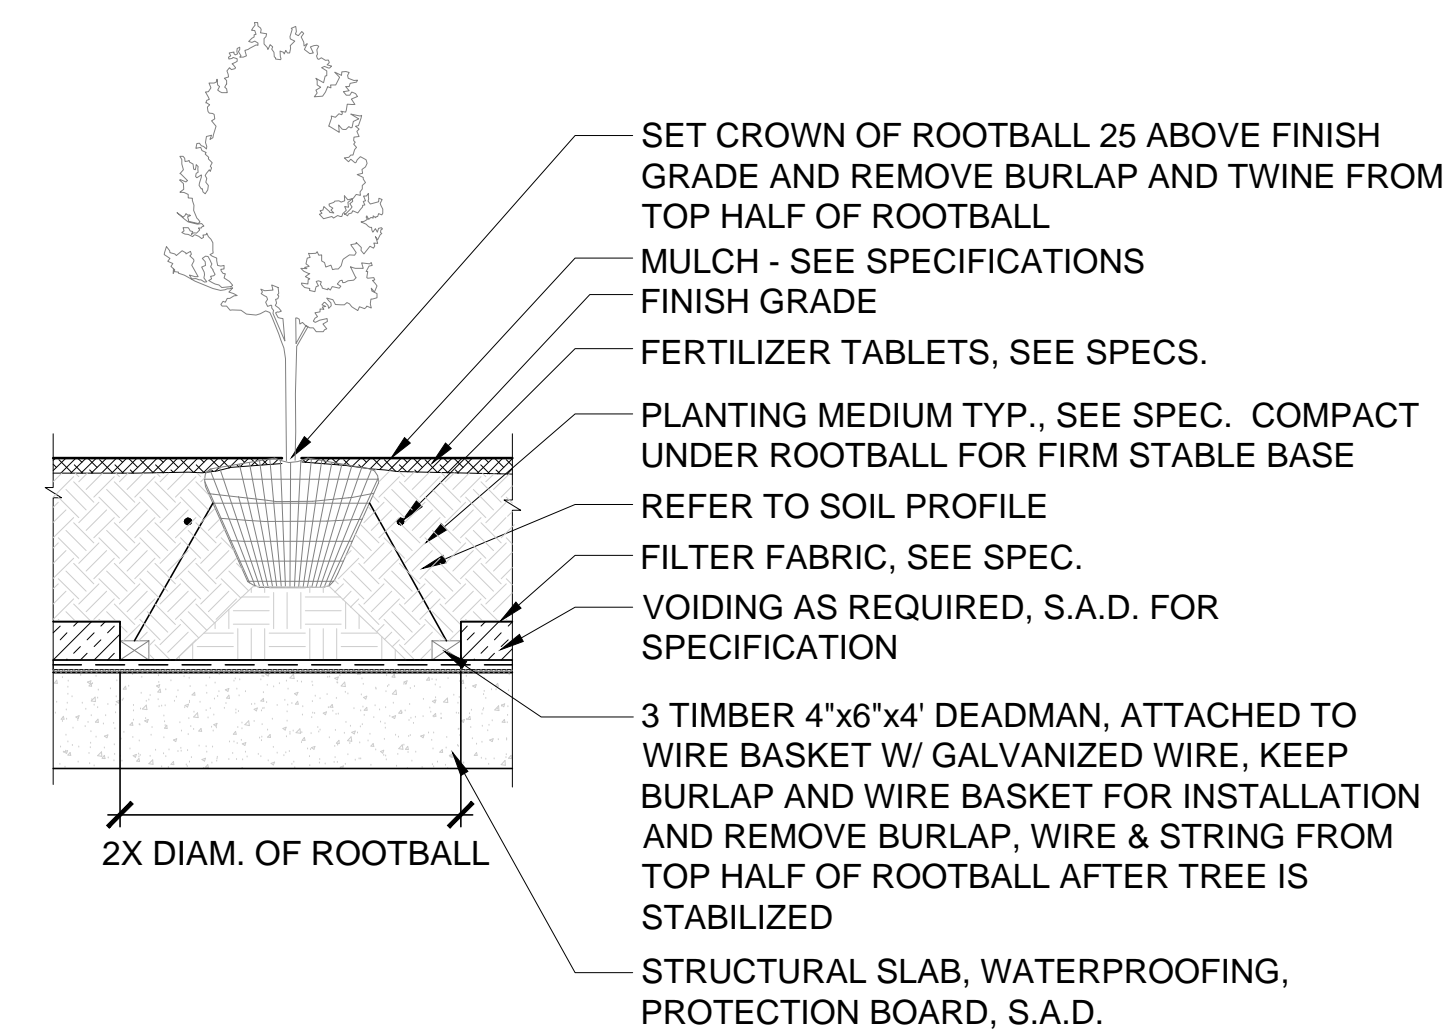 SET CROWN OF ROOTBALL 25 ABOVE FINISH
GRADE AND REMOVE BURLAP AND TWINE FROM
TOP HALF OF ROOTBALL
MULCH - SEE SPECIFICATIONS
FINISH GRADE
FERTILIZER TABLETS, SEE SPECS.
PLANTING MEDIUM TYP., SEE SPEC. COMPACT
UNDER ROOTBALL FOR FIRM STABLE BASE
REFER TO SOIL PROFILE
FILTER FABRIC, SEE SPEC.
VOIDING AS REQUIRED, S.A.D. FOR
SPECIFICATION
3 TIMBER 4"x6"x4' DEADMAN, ATTACHED TO
WIRE BASKET W/ GALVANIZED WIRE, KEEP
BURLAP AND WIRE BASKET FOR INSTALLATION
AND REMOVE BURLAP, WIRE & STRING FROM
TOP HALF OF ROOTBALL AFTER TREE IS
STABILIZED
STRUCTURAL SLAB, WATERPROOFING,
PROTECTION BOARD, S.A.D.
2X DIAM. OF ROOTBALL